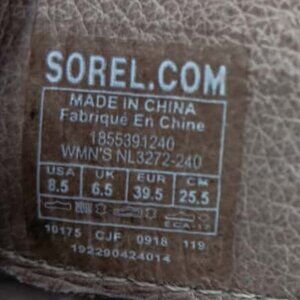 SOREL.COM
MADE IN CHINA
Fabriqué En Chine
1855391240
WMN'S NL3272-240
USA UK EUR CM
8.5 6.5 39.5 25.5
10175 CJF 0918 119
192290424014